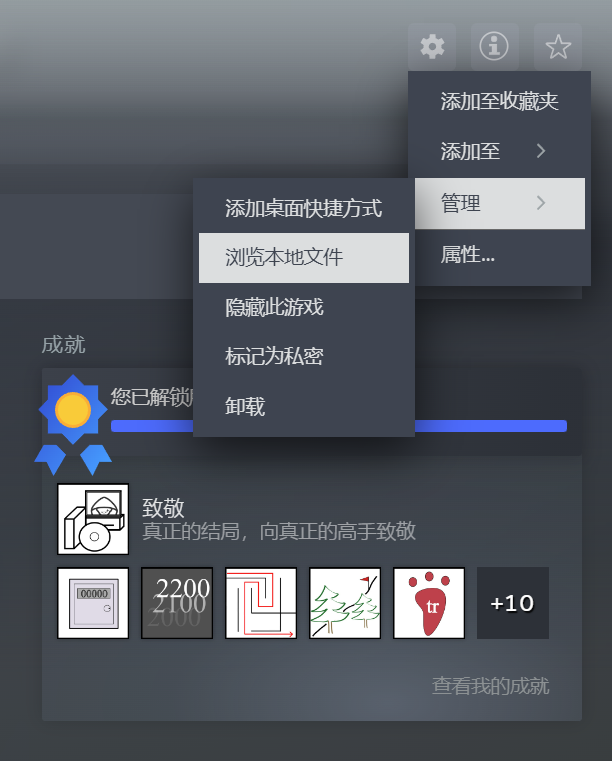 添加至收藏夹
添加至
管理
属性...
添加桌面快捷方式
浏览本地文件
隐藏此游戏
标记为私密
卸载
成就
您已解锁
致敬
真正的结局，向真正的高手致敬
00000
2200
2100
2000
tr
+10
查看我的成就